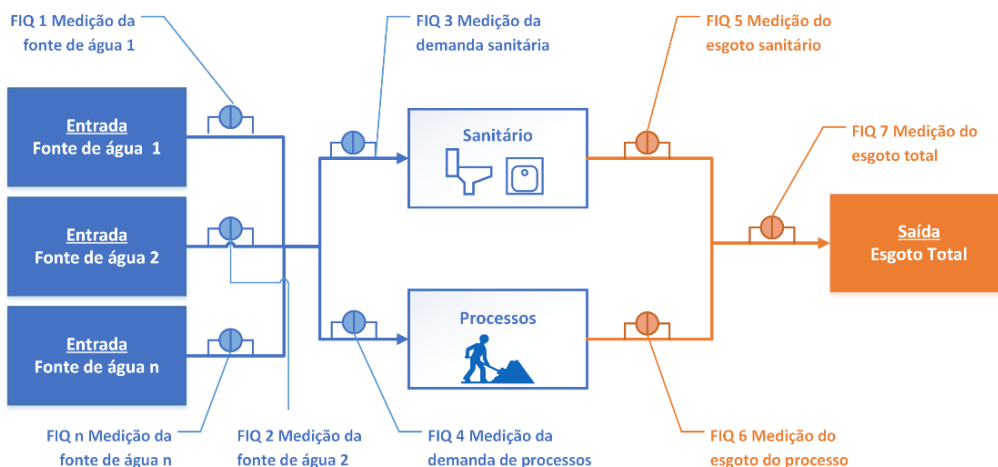 FIQ 1 Medição da
fonte de água 1
FIQ 3 Medição da
demanda sanitária
FIQ 5 Medição do
esgoto sanitário
FIQ 7 Medição do
esgoto total
Entrada
Fonte de água 1
Sanitário
Entrada
Fonte de água 2
Saída
Esgoto Total
Entrada
Fonte de água n
Processos
FIQ n Medição da
fonte de água n
FIQ 2 Medição da
fonte de água 2
FIQ 4 Medição da
demanda de processos
FIQ 6 Medição do
esgoto do processo